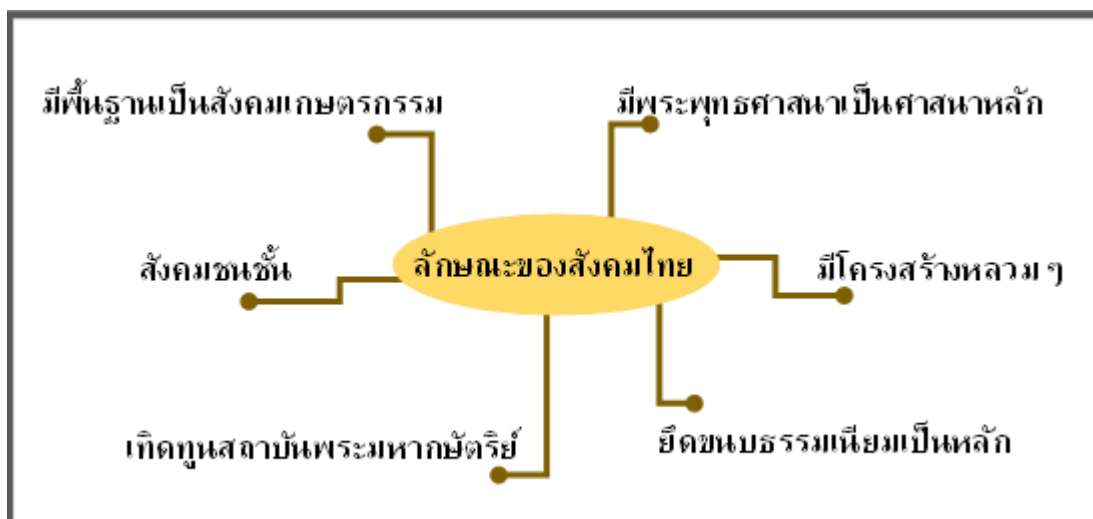 มีพื้นฐานเป็นสังคมเกษตรกรรม
มีพระพุทธศาสนาเป็นศาสนาหลัก
สังคมชนชั้น
ลักษณะของสังคมไทย
มีโครงสร้างหลวม ๆ
เทิดทูนสถาบันพระมหากษัตริย์
ยึดขนบธรรมเนียมเป็นหลัก